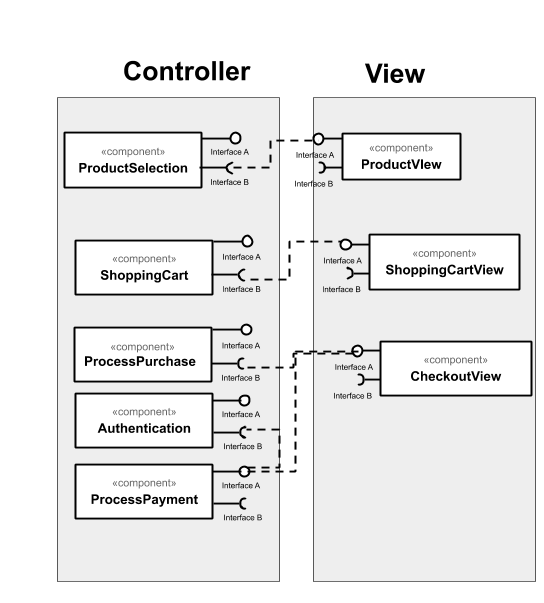 Controller
View
«component»
ProductSelection
Interface A
Interface B
Interface A
Interface B
«component»
ProductVIew
«component»
ShoppingCart
Interface A
Interface B
Interface A
Interface B
«component»
ShoppingCartView
«component»
ProcessPurchase
Interface A
Interface B
Interface A
Interface B
«component»
CheckoutView
«component»
Authentication
Interface A
Interface B
«component»
ProcessPayment
Interface A
Interface B